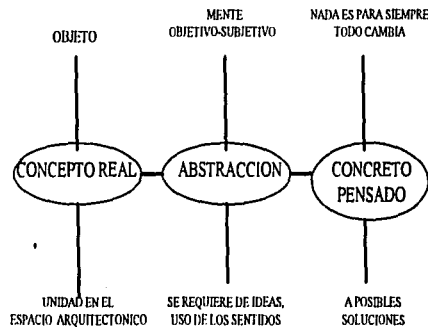 OBJETO
MENTE
OBJETIVO-SUBJETIVO
NADA ES PARA SIEMPRE
TODO CAMBIA
CONCEPTO REAL
ABSTRACCION
CONCRETO
PENSADO
UNIDAD EN EL
ESPACIO ARQUITECTONICO
SE REQUIERE DE IDEAS,
USO DE LOS SENTIDOS
A POSIBLES
SOLUCIONES